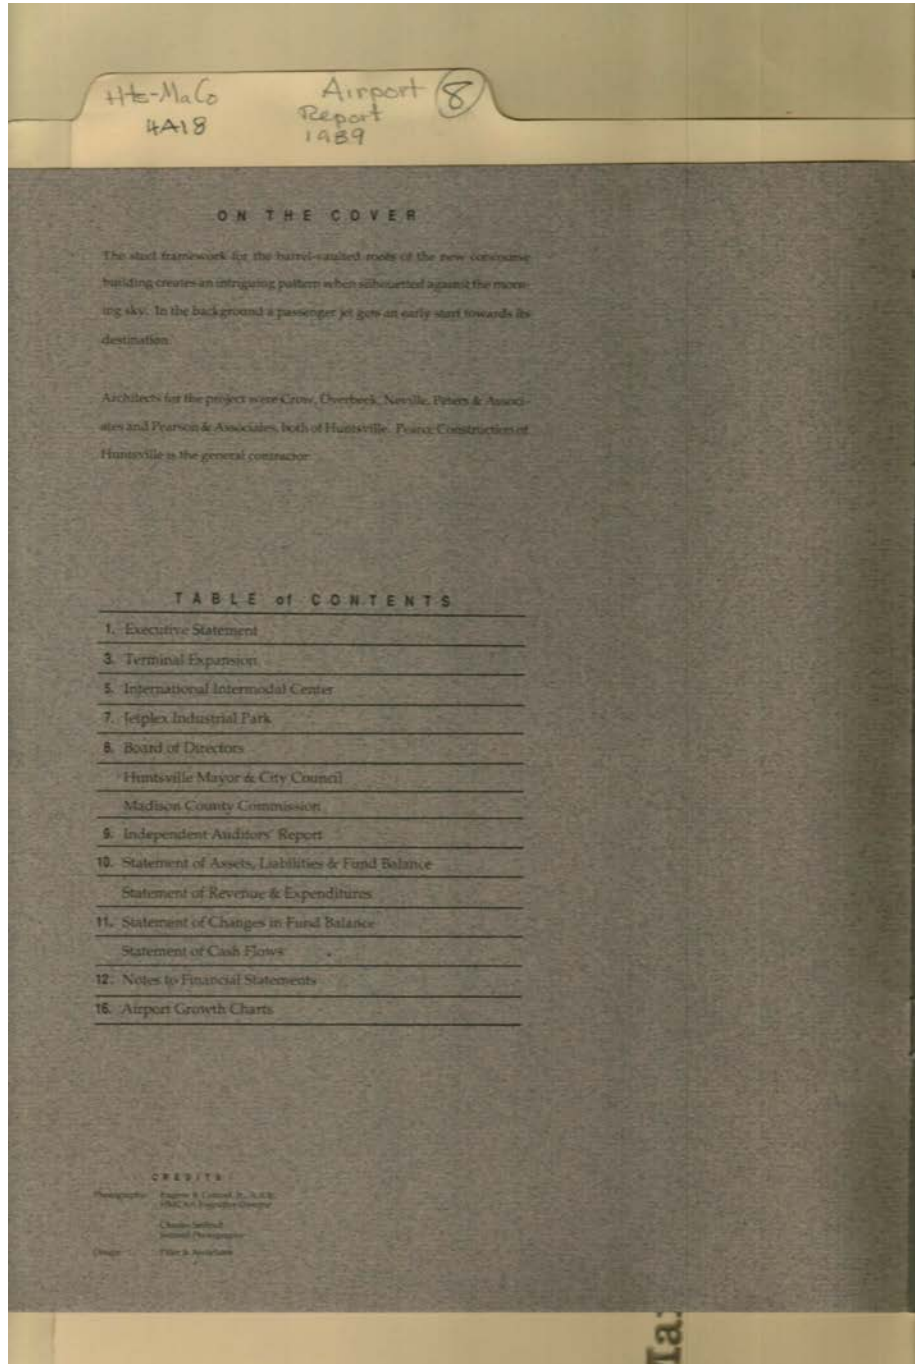 Hts-MaCo
4A18
Airport 8
Report
1989
ON THE COVER
The steel framework for the barrel-vaulted roofs of the new concourse
building creates an intriguing pattern when silhouetted against the morn-
ing sky. In the background a passenger jet gets an early start towards its
destination.
Architects for the project were Crow, Overbeek, Neville, Peters & Associ-
ates and Pearson & Associates, both of Huntsville. Pearce Construction of
Huntsville is the general contractor.
TABLE of CONTENTS
1. Executive Statement
3. Terminal Expansion
5. International Intermodal Center
7. Jetplex Industrial Park
8. Board of Directors
Huntsville Mayor & City Council
Madison County Commission
9. Independent Auditors' Report
10. Statement of Assets, Liabilities & Fund Balance
Statement of Revenue & Expenditures
11. Statement of Changes in Fund Balance
Statement of Cash Flows
12. Notes to Financial Statements
16. Airport Growth Charts
CREDITS
Photography
Executive Director
Charles
Photographer
Design & Associates